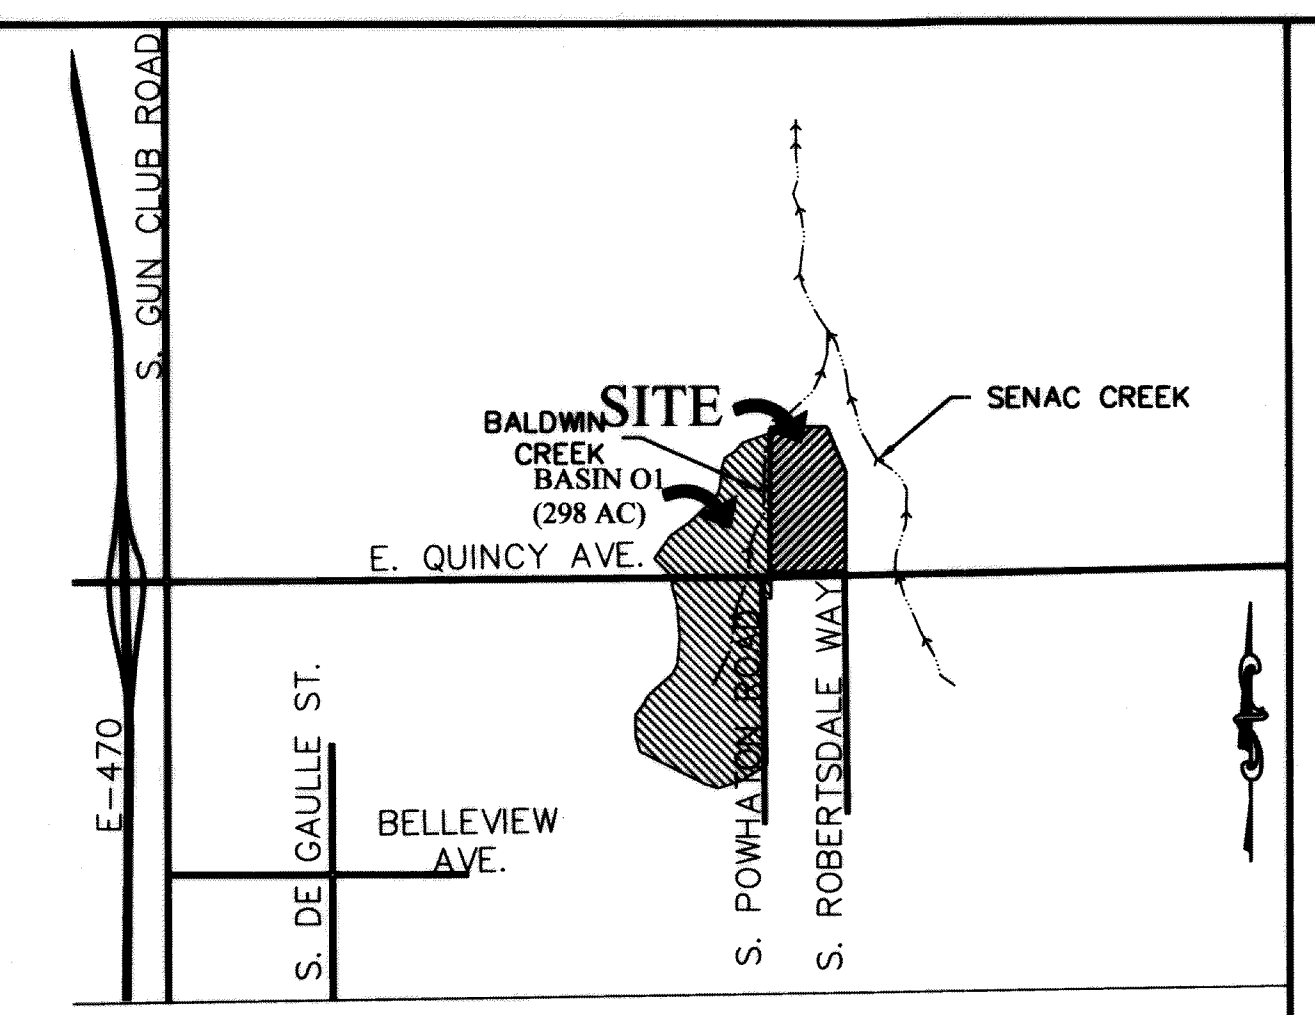 S. GUN CLUB ROAD
SITE
BALDWIN
CREEK
SENAC CREEK
BASIN O1
(298 AC)
E. QUINCY AVE.
E-470
S. DE GAULLE ST.
BELLEVIEW
AVE.
S. POWHATON ROAD
S. ROBERTSDALE WAY